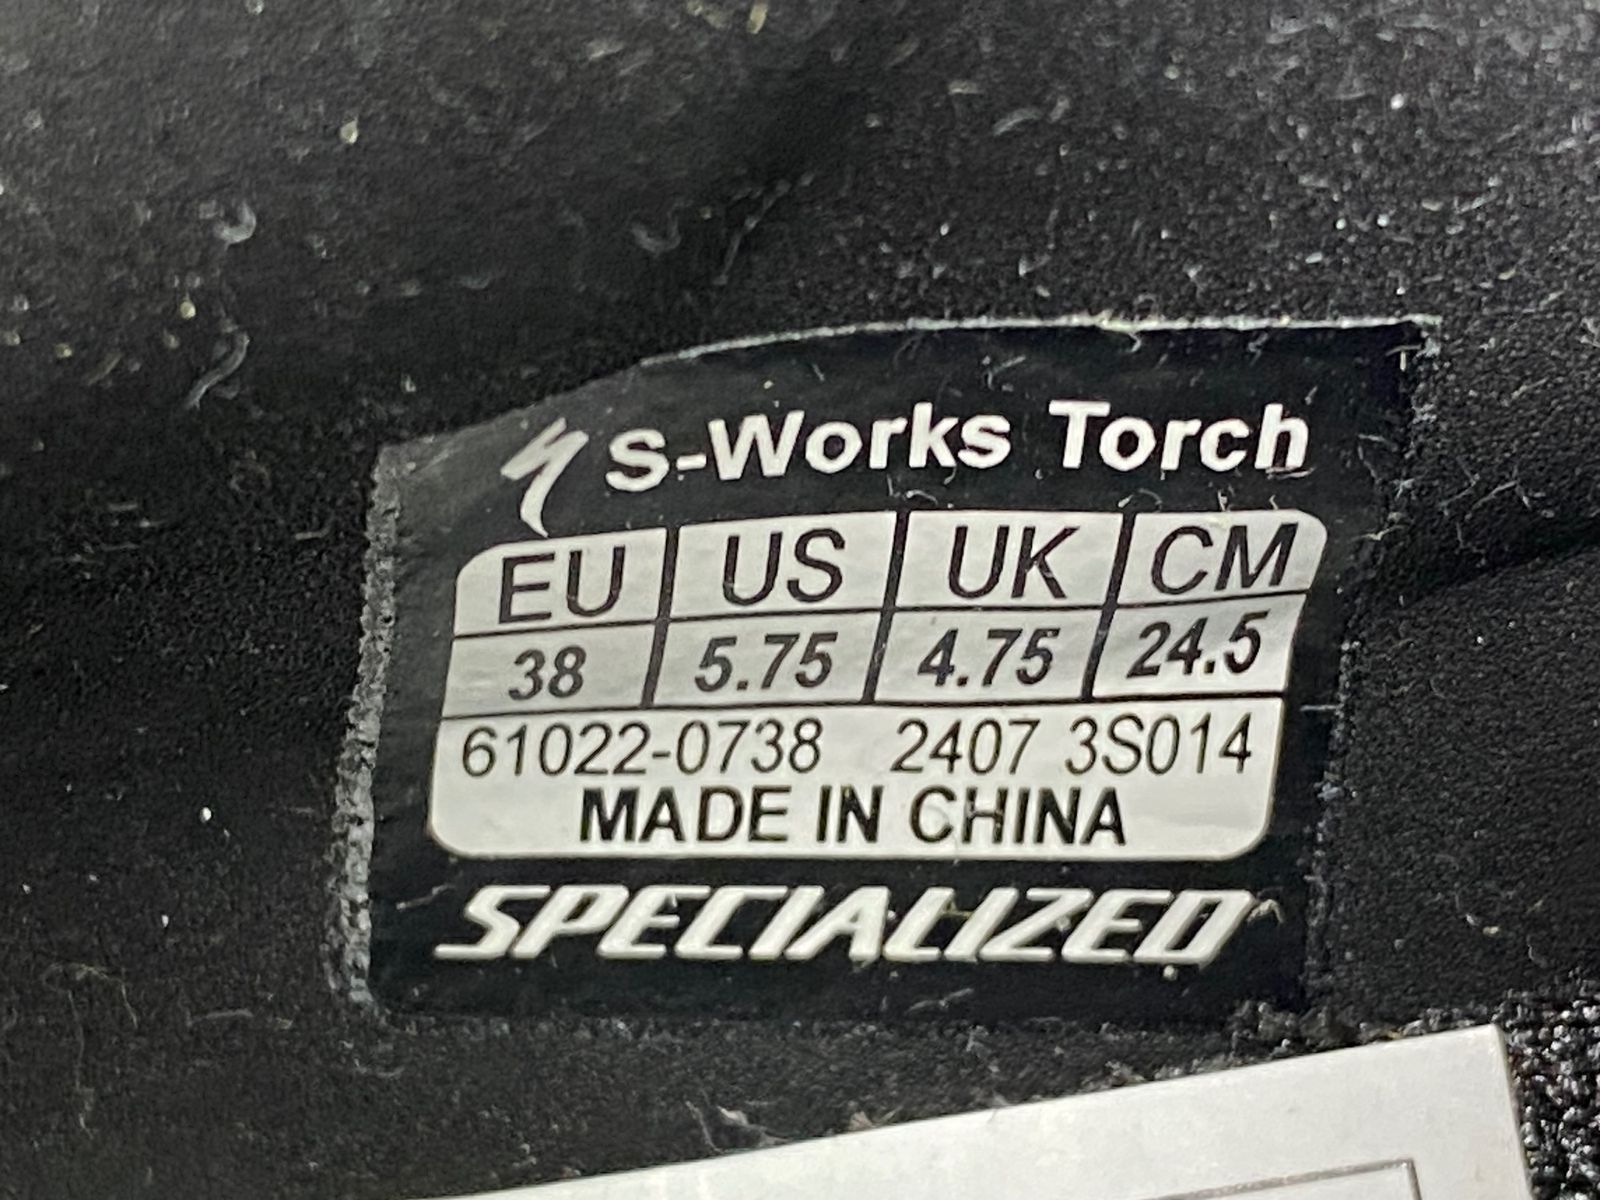 S-Works Torch
EU US UK CM
38 5.75 4.75 24.5
61022-0738 2407 3S014
MADE IN CHINA
SPECIALIZED